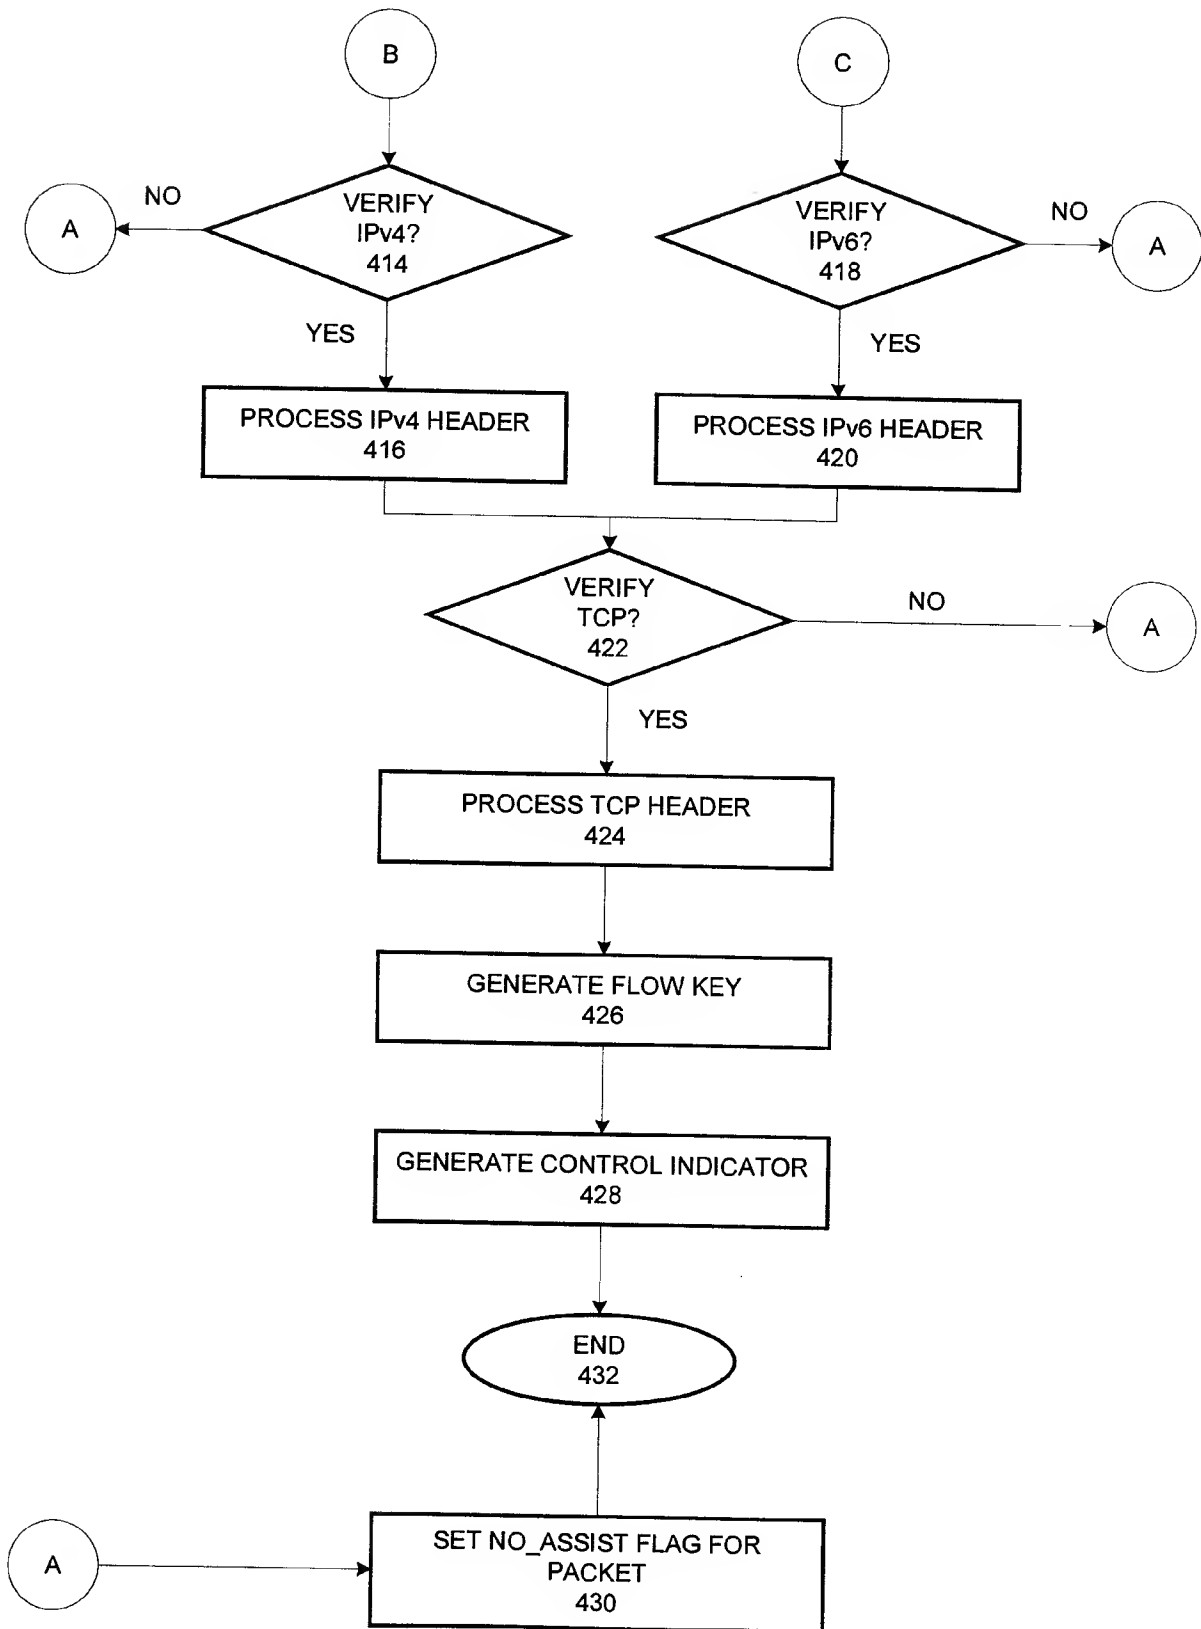 B
C
A
NO
VERIFY
IPv4?
414
VERIFY
IPv6?
418
NO
A
YES
YES
PROCESS IPv4 HEADER
416
PROCESS IPv6 HEADER
420
VERIFY
TCP?
422
NO
A
YES
PROCESS TCP HEADER
424
GENERATE FLOW KEY
426
GENERATE CONTROL INDICATOR
428
END
432
A
SET NO_ASSIST FLAG FOR
PACKET
430